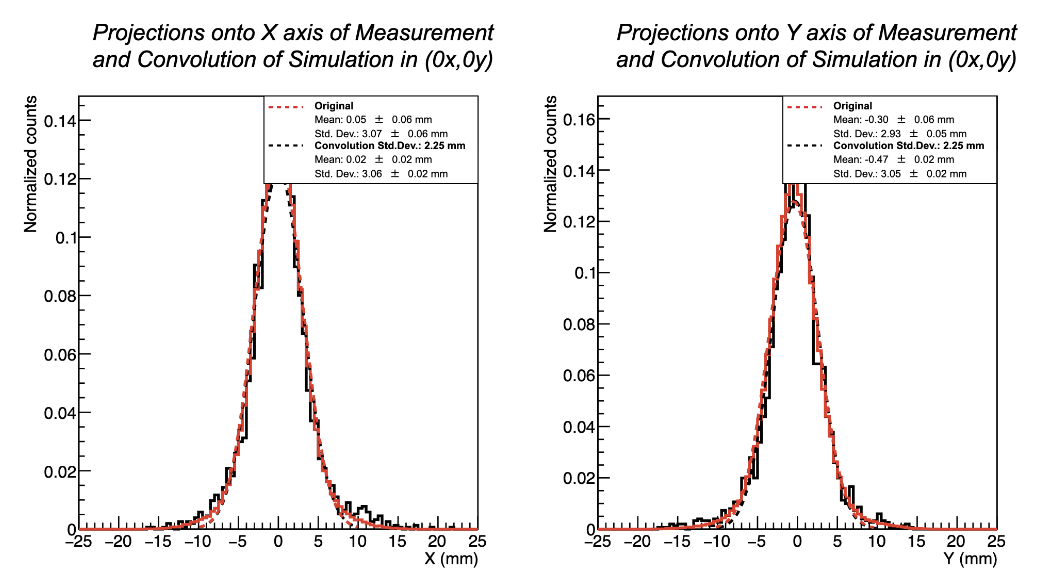 Projections onto X axis of Measurement
and Convolution of Simulation in (0x,0y)
Normalized counts
0.14
0.12
0.1
0.08
0.06
0.04
0.02
0
Original
Mean: 0.05 ± 0.06 mm
Std. Dev.: 3.07 ± 0.06 mm
Convolution Std.Dev.: 2.25 mm
Mean: 0.02 ± 0.02 mm
Std. Dev.: 3.06 ± 0.02 mm
−25 −20 −15 −10 −5 0 5 10 15 20 25
X (mm)
Projections onto Y axis of Measurement
and Convolution of Simulation in (0x,0y)
Normalized counts
0.16
0.14
0.12
0.1
0.08
0.06
0.04
0.02
0
Original
Mean: -0.30 ± 0.06 mm
Std. Dev.: 2.93 ± 0.05 mm
Convolution Std.Dev.: 2.25 mm
Mean: -0.47 ± 0.02 mm
Std. Dev.: 3.05 ± 0.02 mm
−25 −20 −15 −10 −5 0 5 10 15 20 25
Y (mm)